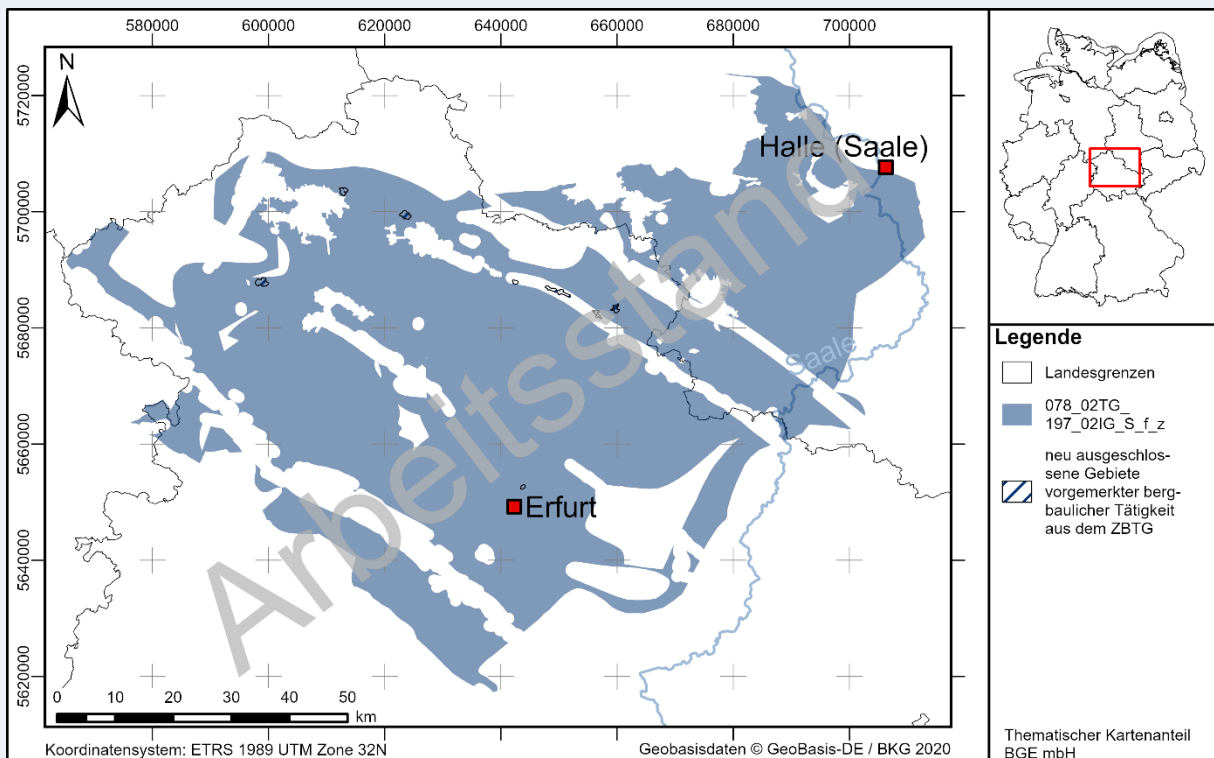 580000
600000
620000
640000
660000
680000
700000
N
5720000
5700000
5680000
5660000
5640000
5620000
Halle (Saale)
Saale
Erfurt
Arbeitsstand
0
10
20
30
40
50
km
Koordinatensystem: ETRS 1989 UTM Zone 32N
Geobasisdaten © GeoBasis-DE / BKG 2020
Legende
Landesgrenzen
078_02TG_
197_02IG_S_f_z
neu ausgeschlos-
sene Gebiete
vorgemerkter berg-
baulicher Tätigkeit
aus dem ZBTG
Thematischer Kartenanteil
BGE mbH